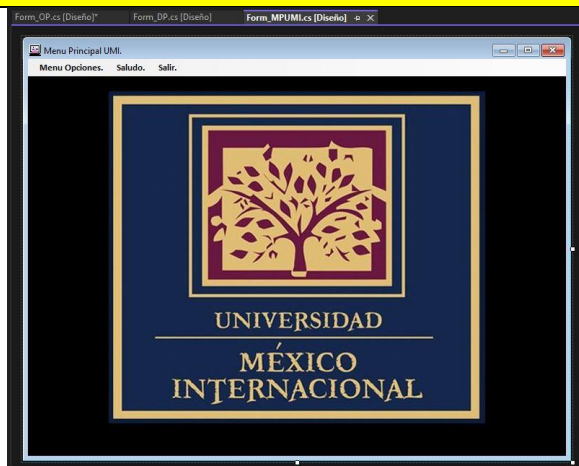 Form_OP.cs [Diseño]* Form_DP.cs [Diseño] Form_MPUMI.cs [Diseño]
Menu Principal UMI.
Menu Opciones. Saludo. Salir.
UNIVERSIDAD
MÉXICO
INTERNACIONAL